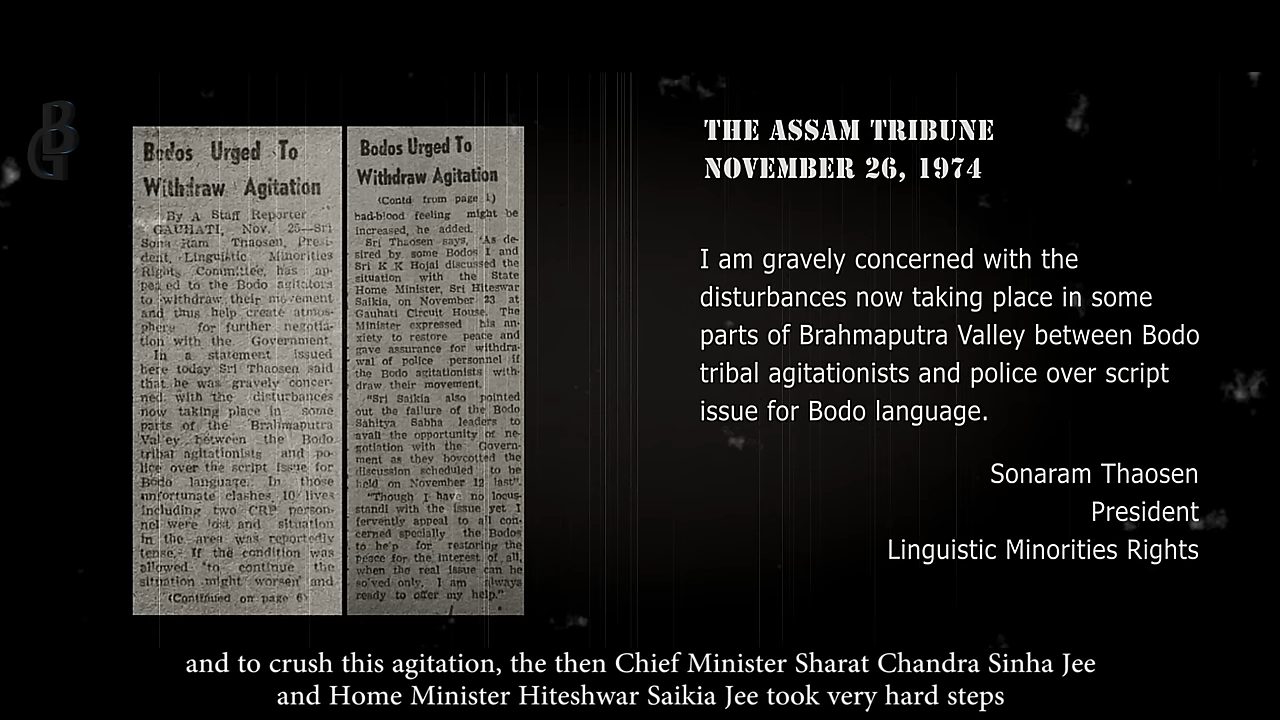 BG
Bodos Urged To
Withdraw Agitation
By A Staff Reporter
GAUHATI, Nov. 25—Sri
Sona Ram Thaosen, Presi-
dent, Linguistic Minorities
Rights Committee, has ap-
pealed to the Bodo agitators
to withdraw their movement
and thus help create atmos-
phere for further negotia-
tion with the Government.
In a statement issued
here today Sri Thaosen said
that he was gravely concer-
ned with the disturbances
now taking place in some
parts of the Brahmaputra
Valley between the Bodo
tribal agitationists and po-
lice over the script issue for
Bodo language. In those
unfortunate clashes 10 lives
including two CRP person-
nel were lost and situation
in the area was reportedly
tense. If the condition was
allowed to continue the
situation might worsen and
(Continued on page 6)
Bodos Urged To
Withdraw Agitation
(Contd from page 1)
bad-blood feeling might be
increased, he added.
Sri Thaosen says, "As de-
sired by some Bodos I and
Sri K K Hojai discussed the
situation with the State
Home Minister, Sri Hiteswar
Saikia, on November 23 at
Gauhati Circuit House. The
Minister expressed his an-
xiety to restore peace and
gave assurance for withdra-
wal of police personnel if
the Bodo agitationists with-
draw their movement.
"Sri Saikia also pointed
out the failure of the Bodo
Sahitya Sabha leaders to
avail the opportunity of ne-
gotiation with the Govern-
ment as they boycotted the
discussion scheduled to be
held on November 12 last".
"Though I have no locus-
standi with the issue yet I
fervently appeal to all con-
cerned specially the Bodos
to help for restoring the
peace for the interest of all,
when the real issue can be
solved only. I am always
ready to offer my help."
THE ASSAM TRIBUNE
NOVEMBER 26, 1974
I am gravely concerned with the
disturbances now taking place in some
parts of Brahmaputra Valley between Bodo
tribal agitationists and police over script
issue for Bodo language.
Sonaram Thaosen
President
Linguistic Minorities Rights
and to crush this agitation, the then Chief Minister Sharat Chandra Sinha Jee
and Home Minister Hiteshwar Saikia Jee took very hard steps